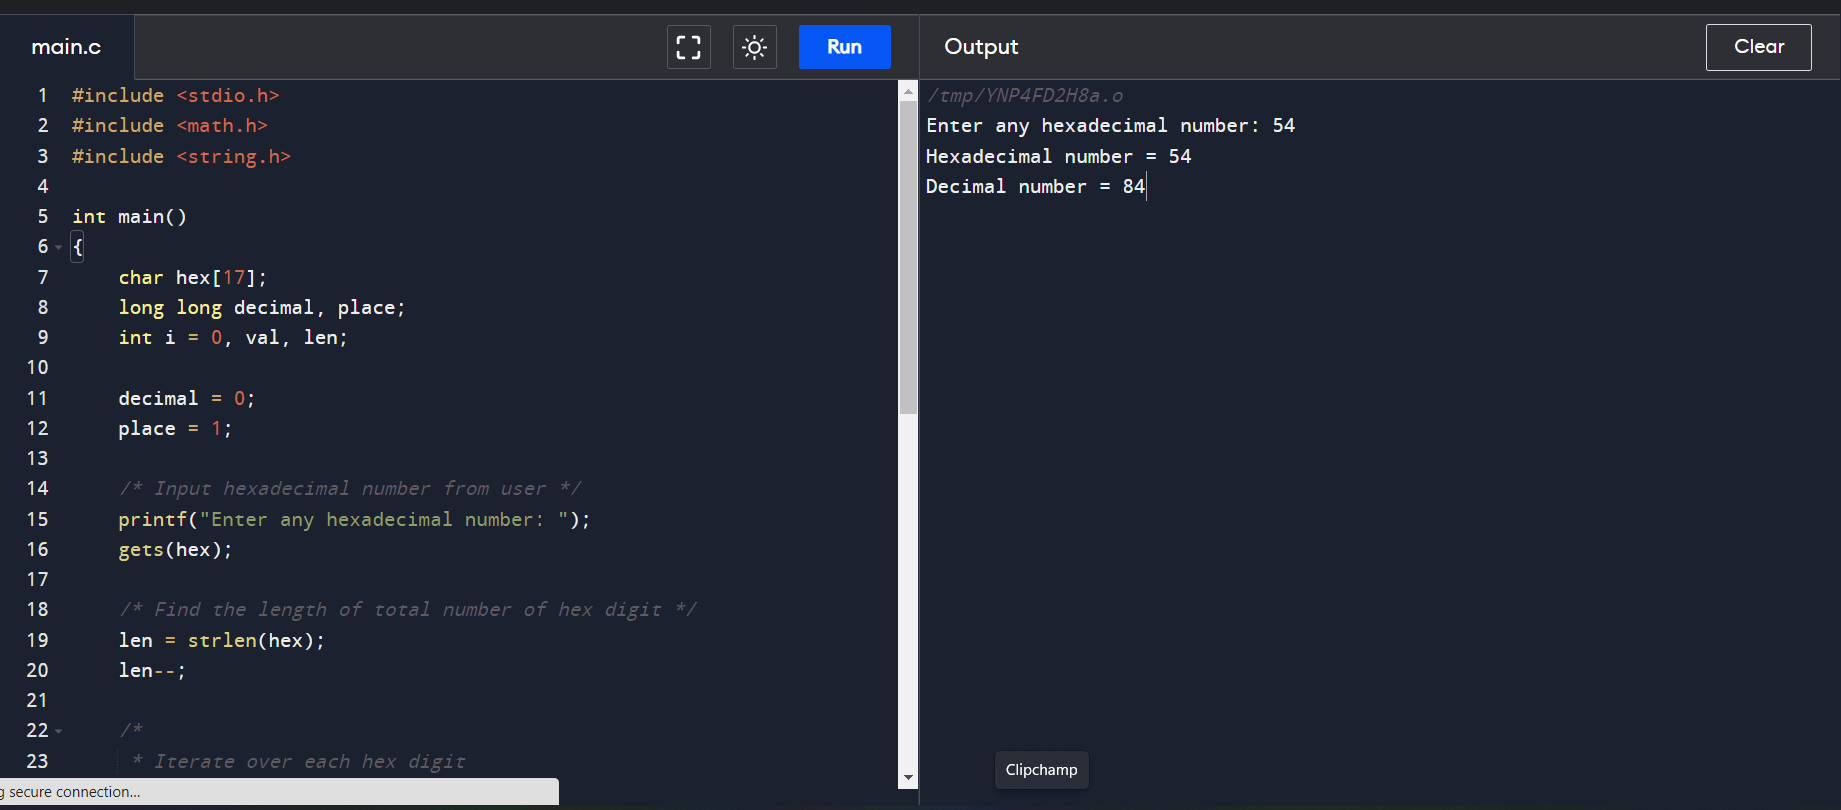 main.c
Run
Output
Clear
1 #include <stdio.h>
2 #include <math.h>
3 #include <string.h>
4
5 int main()
6 {
7 char hex[17];
8 long long decimal, place;
9 int i = 0, val, len;
10
11 decimal = 0;
12 place = 1;
13
14 /* Input hexadecimal number from user */
15 printf("Enter any hexadecimal number: ");
16 gets(hex);
17
18 /* Find the length of total number of hex digit */
19 len = strlen(hex);
20 len--;
21
22 /*
23 * Iterate over each hex digit
g secure connection...
/tmp/YNP4FD2H8a.o
Enter any hexadecimal number: 54
Hexadecimal number = 54
Decimal number = 84
Clipchamp